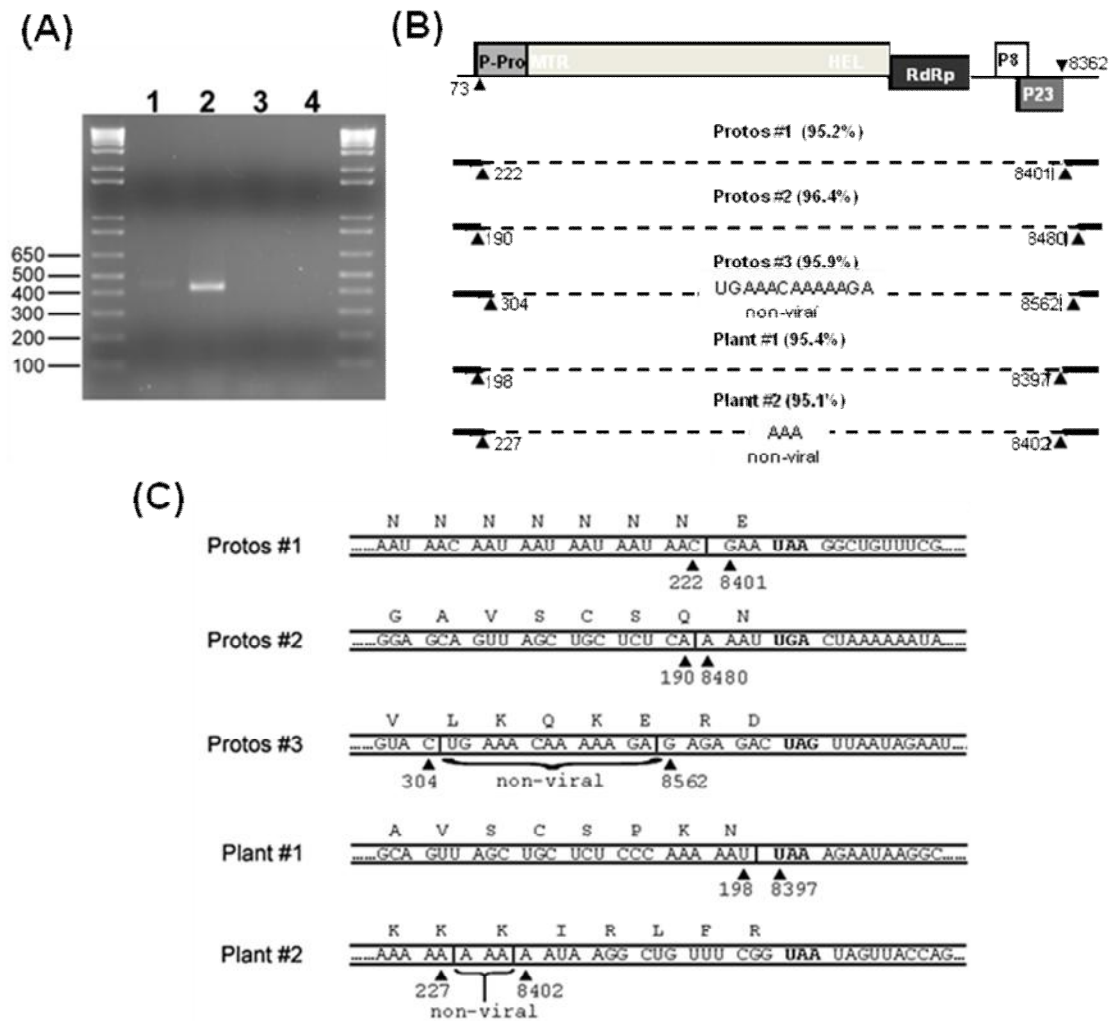 (A)
1 2 3 4
650
500
400
300
200
100
(B)
P-Pro MTR HEL RdRp P8 P23
73 8362
Protos #1 (95.2%)
222 8401
Protos #2 (96.4%)
190 8480
Protos #3 (95.9%)
UGAAACAAAAAGA
non-viral
304 8562
Plant #1 (95.4%)
198 8397
Plant #2 (95.1%)
AAA
non-viral
227 8402
(C)
N N N N N N N E
Protos #1 ......AAU AAC AAU AAU AAU AAU AAC GAA UAA GGCUGUUUCG......
222 8401
G A V S C S Q N
Protos #2 ......GGA GCA GUU AGC UGC UCU CA A AAU UGA CUAAAAAAUA......
190 8480
V L K Q K E R D
Protos #3 ......GUA C UG AAA CAA AAA GA G AGA GAC UAG UUAAUAGAAU......
304 non-viral 8562
A V S C S P K N
Plant #1 ......GCA GUU AGC UGC UCU CCC AAA AAU UAA AGAAUAAGGC......
198 8397
K K K I R L F R
Plant #2 ......AAA AA A AA A AUA AGG CUG UUU CGG UAA UAGUUACCAG......
227 8402
non-viral